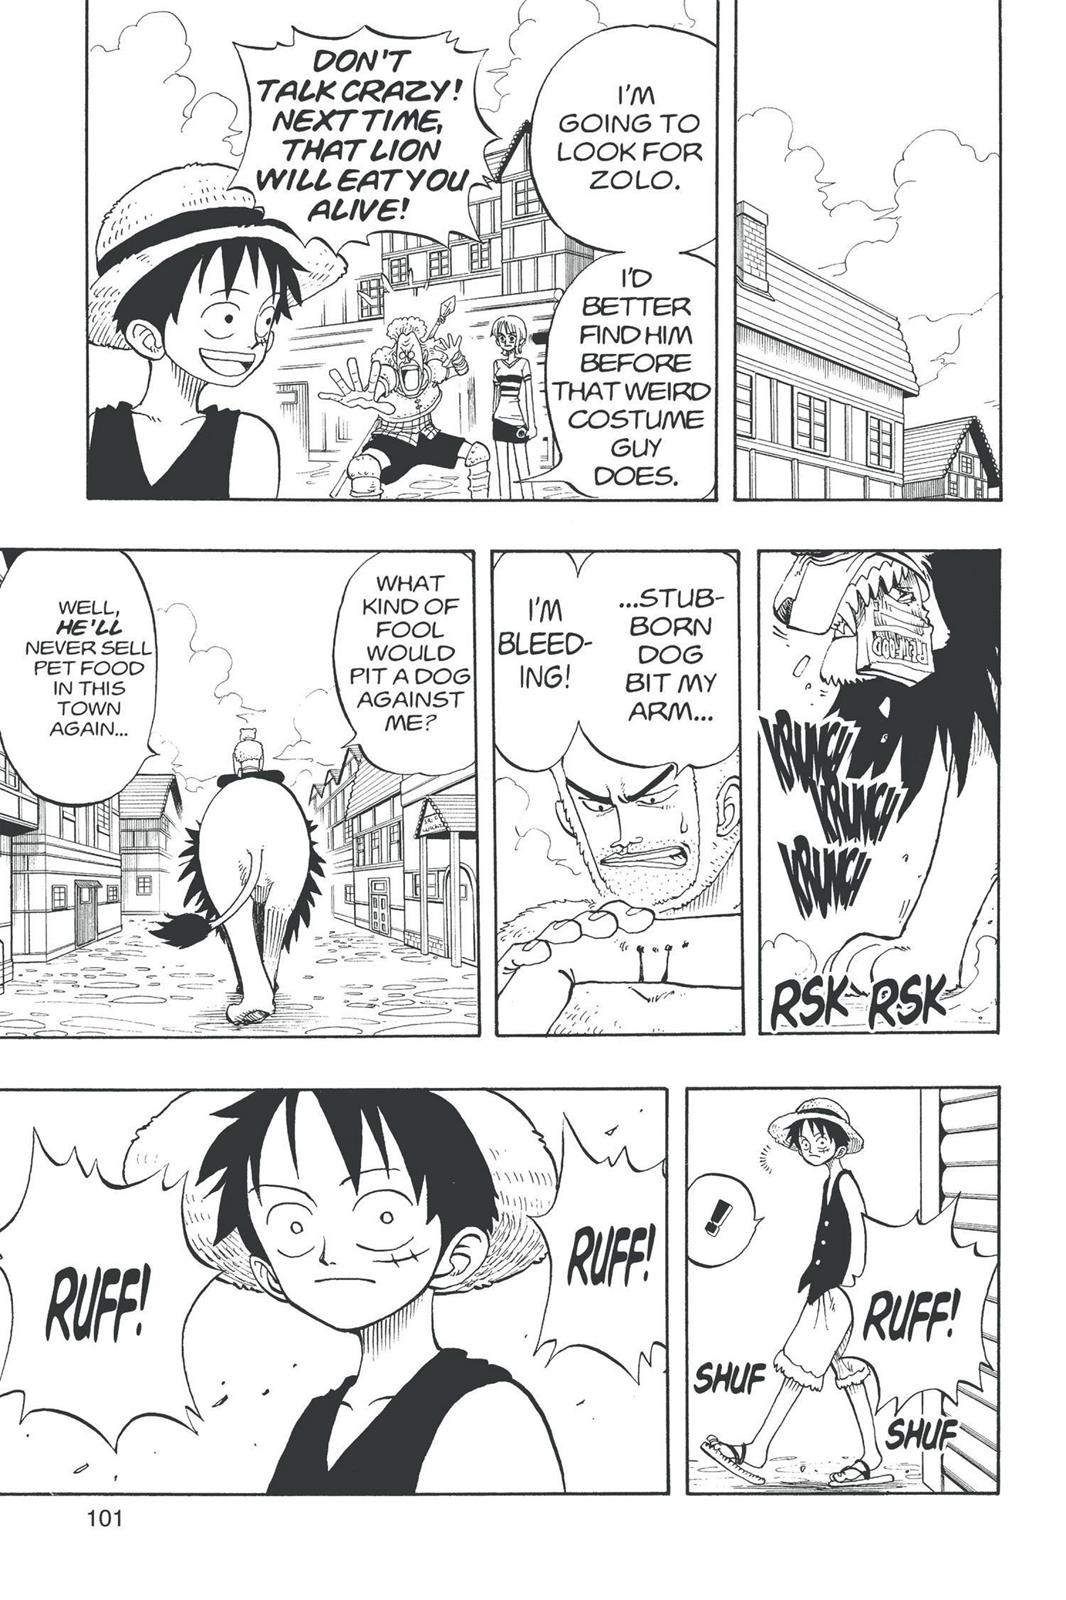 I'M
GOING TO
LOOK FOR
ZOLO.
I'D
BETTER
FIND HIM
BEFORE
THAT WEIRD
COSTUME
GUY
DOES.
DON'T
TALK CRAZY!
NEXT TIME,
THAT LION
WILL EAT YOU
ALIVE!
PET FOOD
KRUNCH
KRUNCH
KRUNCH
RSK RSK
...STUB-
BORN
DOG
BIT MY
ARM...
I'M
BLEED-
ING!
WHAT
KIND OF
FOOL
WOULD
PIT A DOG
AGAINST
ME?
WELL,
HE'LL
NEVER SELL
PET FOOD
IN THIS
TOWN
AGAIN...
!
RUFF!
SHUF
SHUF
RUFF!
RUFF!
101